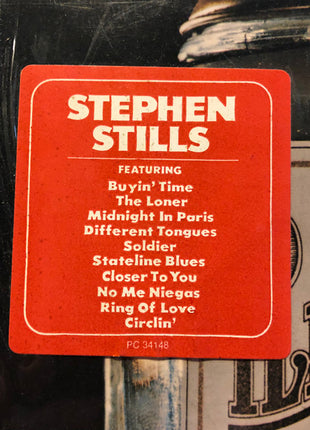 STEPHEN
STILLS
FEATURING
Buyin' Time
The Loner
Midnight In Paris
Different Tongues
Soldier
Stateline Blues
Closer To You
No Me Niegas
Ring Of Love
Circlin'
PC 34148